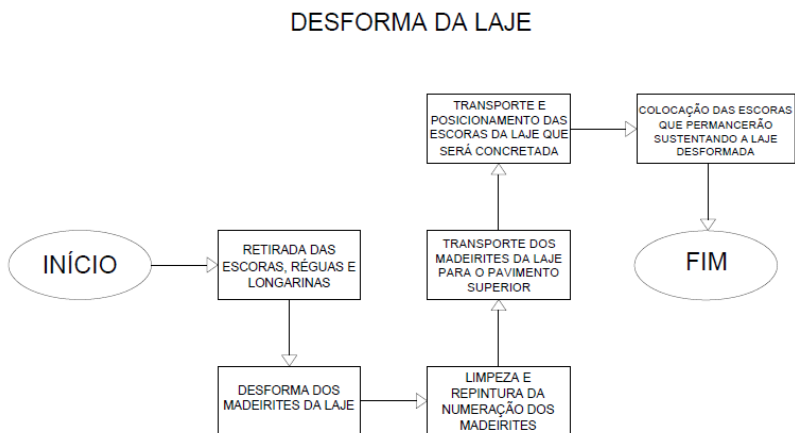 DESFORMA DA LAJE
INÍCIO
RETIRADA DAS
ESCORAS, RÉGUAS E
LONGARINAS
DESFORMA DOS
MADEIRITES DA LAJE
LIMPEZA E
REPINTURA DA
NUMERAÇÃO DOS
MADEIRITES
TRANSPORTE DOS
MADEIRITES DA LAJE
PARA O PAVIMENTO
SUPERIOR
TRANSPORTE E
POSICIONAMENTO DAS
ESCORAS DA LAJE QUE
SERÁ CONCRETADA
COLOCAÇÃO DAS ESCORAS
QUE PERMANCERÃO
SUSTENTANDO A LAJE
DESFORMADA
FIM